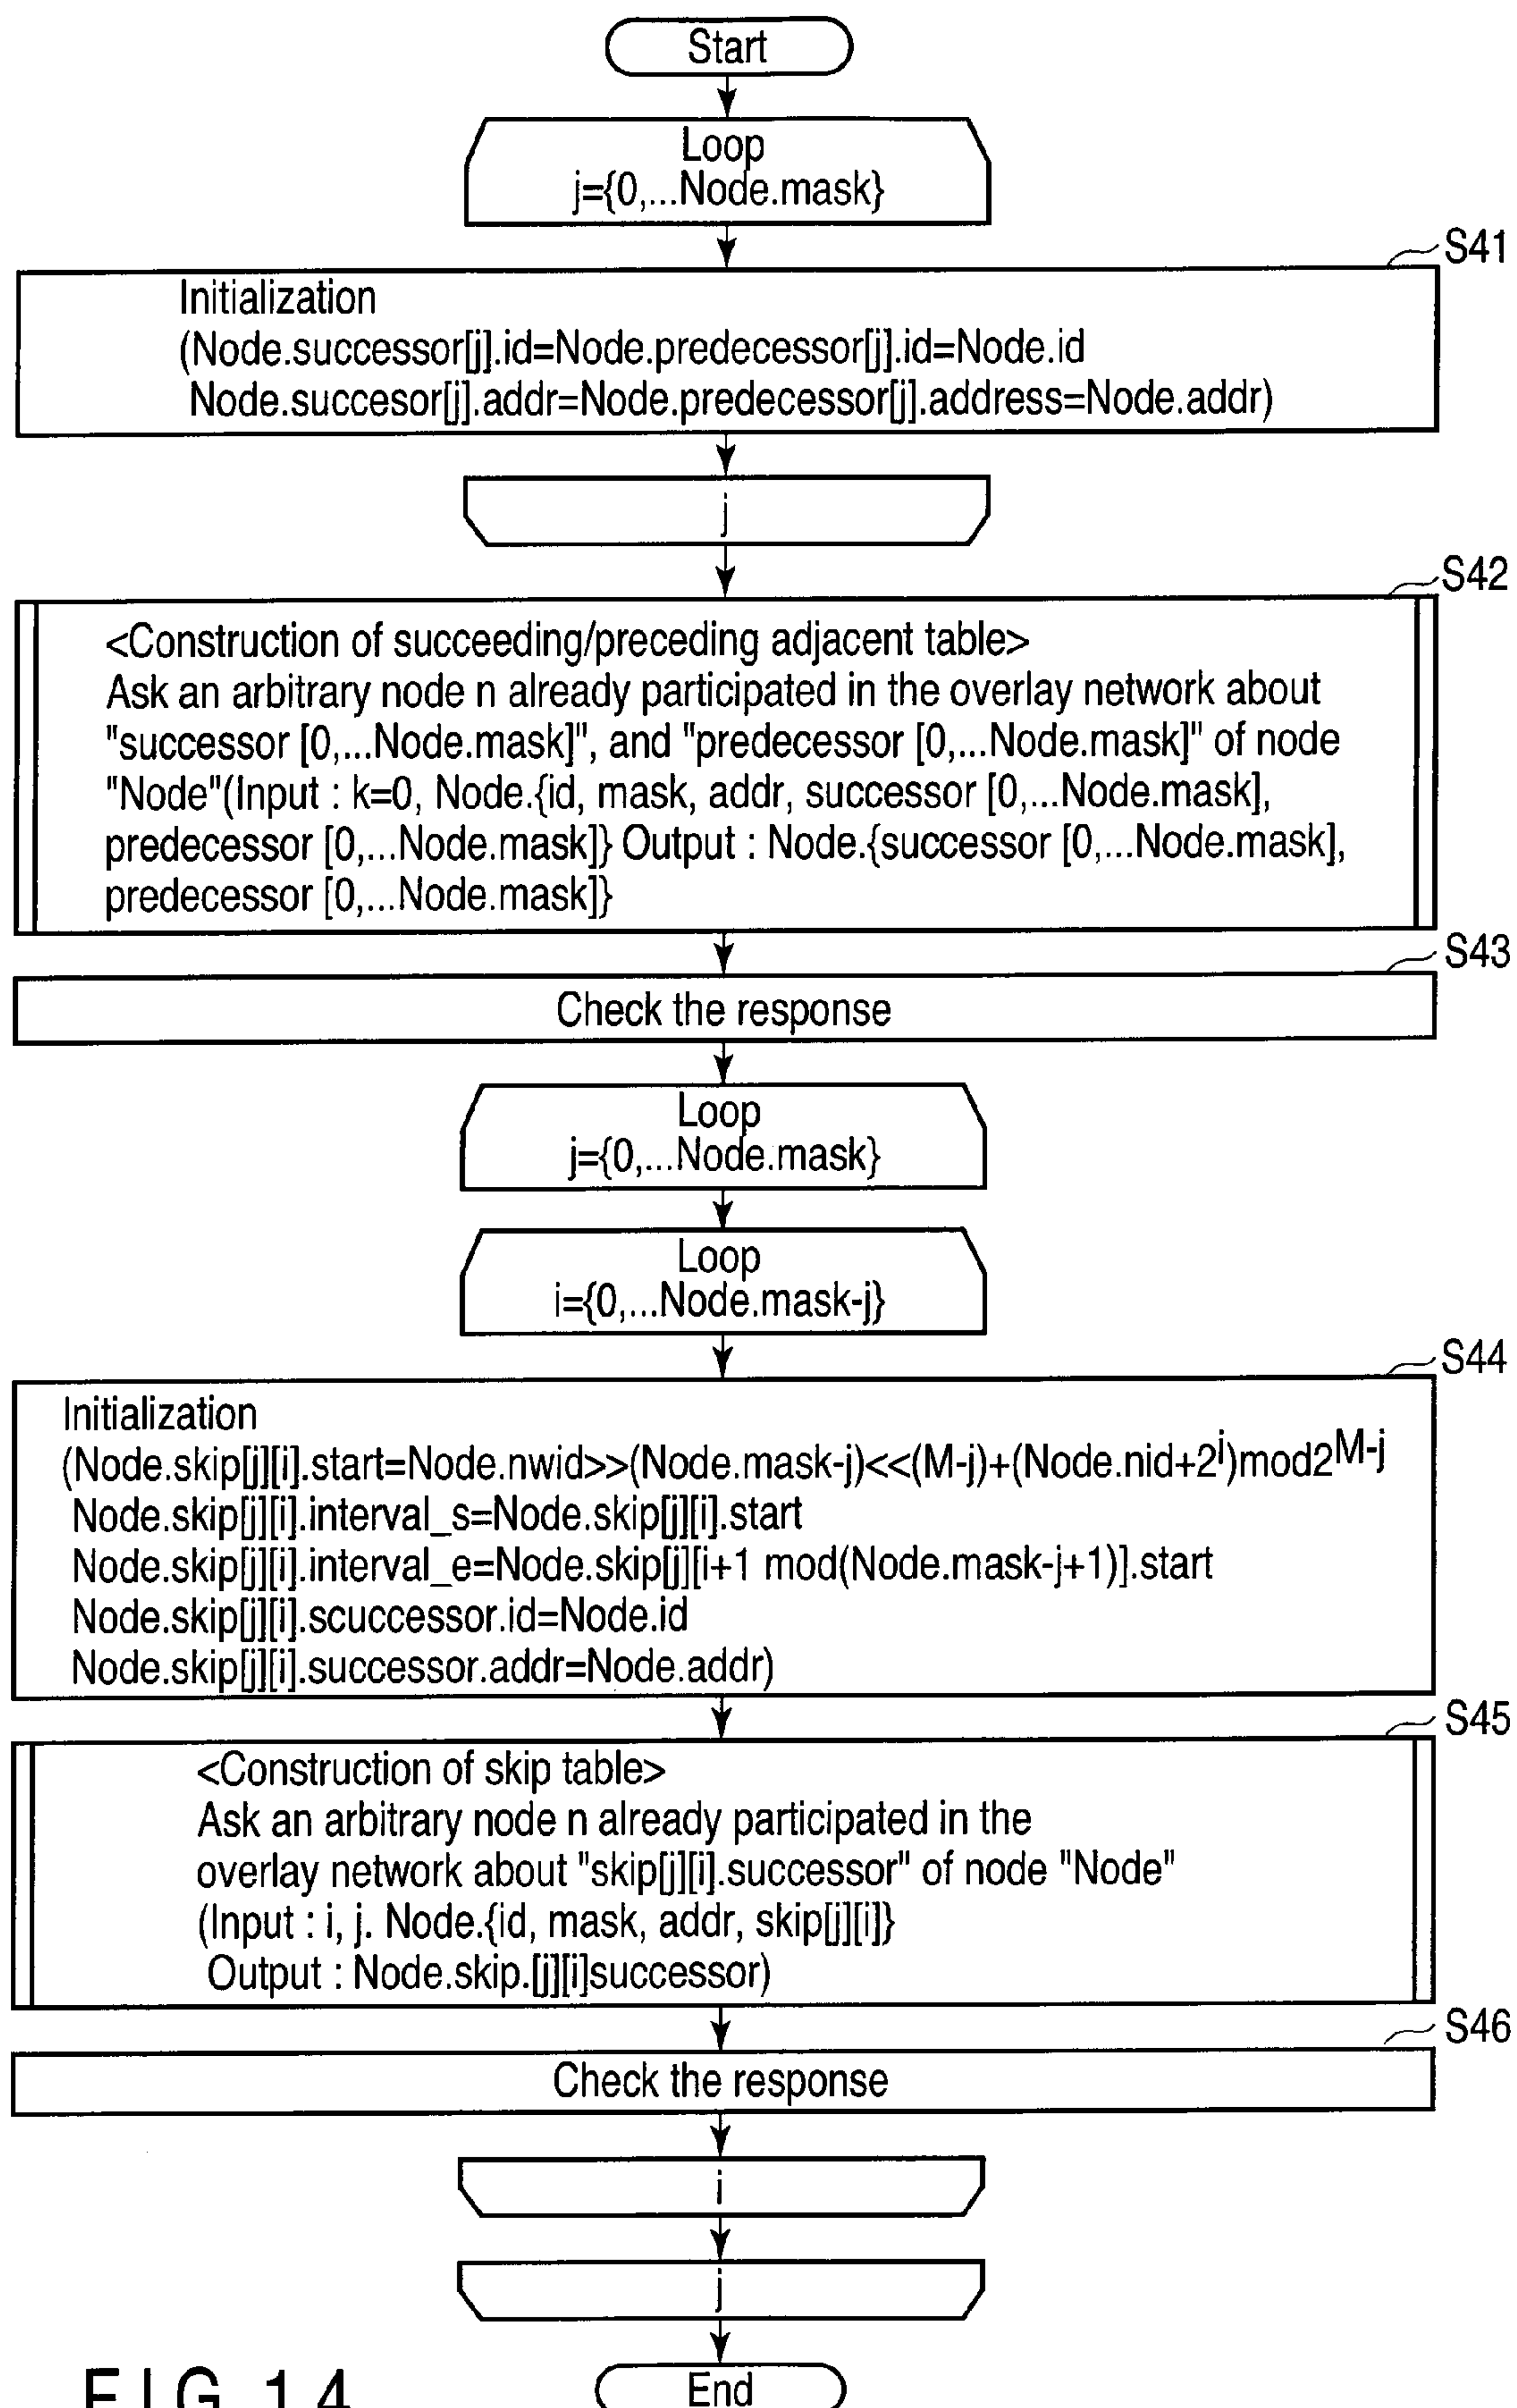 Start
Loop
j={0,...Node.mask}
S41
Initialization
(Node.successor[j].id=Node.predecessor[j].id=Node.id
Node.succesor[j].addr=Node.predecessor[j].address=Node.addr)
j
S42
<Construction of succeeding/preceding adjacent table>
Ask an arbitrary node n already participated in the overlay network about
"successor [0,...Node.mask]", and "predecessor [0,...Node.mask]" of node
"Node"(Input : k=0, Node.{id, mask, addr, successor [0,...Node.mask],
predecessor [0,...Node.mask]} Output : Node.{successor [0,...Node.mask],
predecessor [0,...Node.mask]}
S43
Check the response
Loop
j={0,...Node.mask}
Loop
i={0,...Node.mask-j}
S44
Initialization
(Node.skip[j][i].start=Node.nwid>>(Node.mask-j)<<(M-j)+(Node.nid+2^i)mod2^M-j
Node.skip[j][i].interval_s=Node.skip[j][i].start
Node.skip[j][i].interval_e=Node.skip[j][i+1 mod(Node.mask-j+1)].start
Node.skip[j][i].scuccessor.id=Node.id
Node.skip[j][i].successor.addr=Node.addr)
S45
<Construction of skip table>
Ask an arbitrary node n already participated in the
overlay network about "skip[j][i].successor" of node "Node"
(Input : i, j. Node.{id, mask, addr, skip[j][i]}
Output : Node.skip.[j][i]successor)
S46
Check the response
i
j
End
FIG. 14